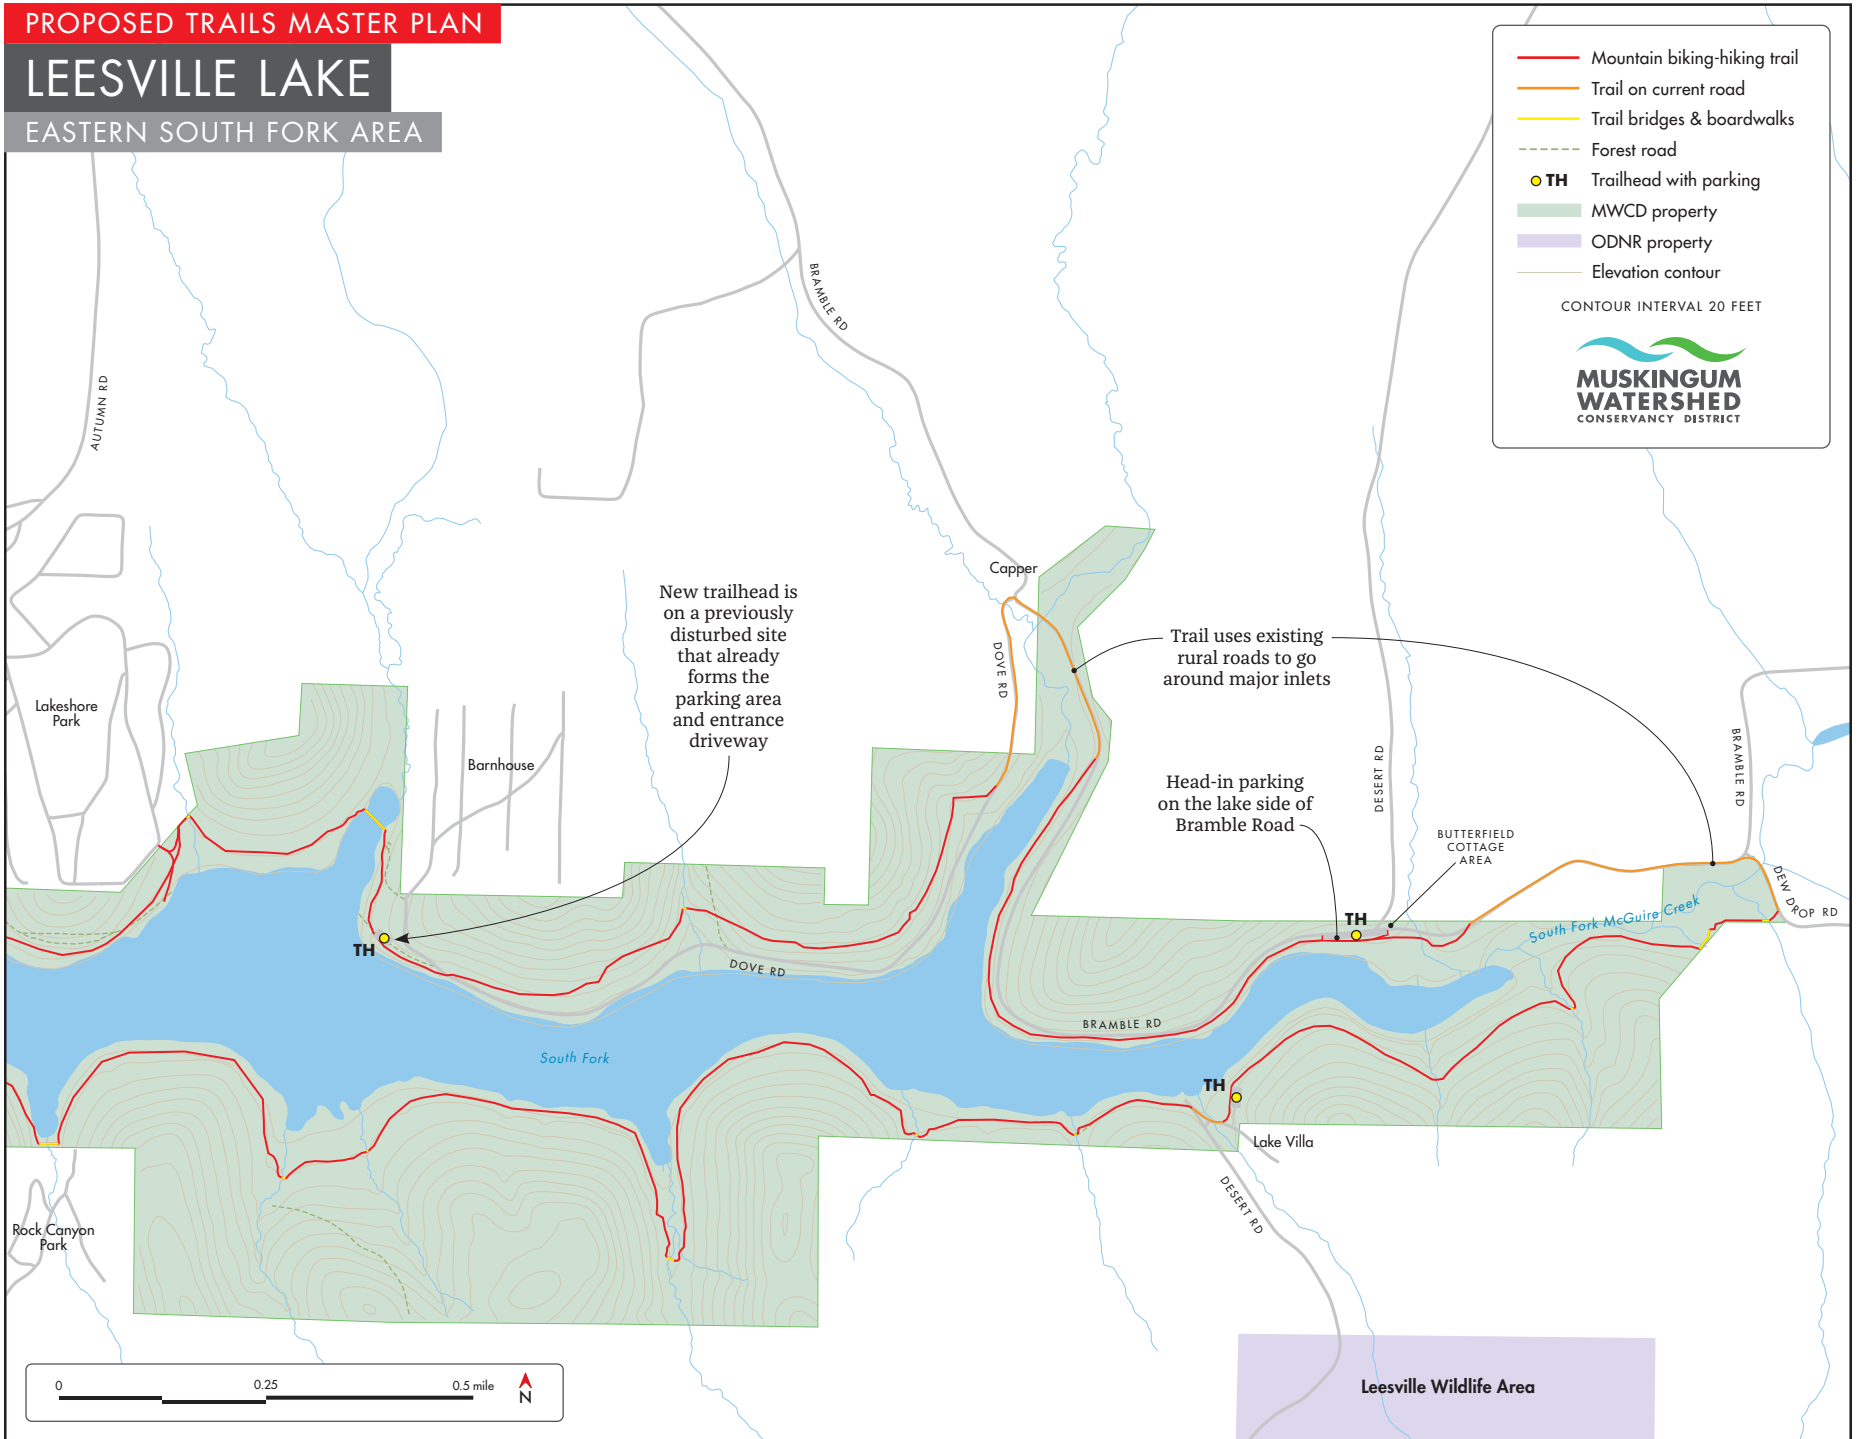 PROPOSED TRAILS MASTER PLAN
LEESVILLE LAKE
EASTERN SOUTH FORK AREA
Mountain biking-hiking trail
Trail on current road
Trail bridges & boardwalks
Forest road
TH Trailhead with parking
MWCD property
ODNR property
Elevation contour
CONTOUR INTERVAL 20 FEET
MUSKINGUM
WATERSHED
CONSERVANCY DISTRICT
BRAMBLE RD
AUTUMN RD
Capper
New trailhead is
on a previously
disturbed site
that already
forms the
parking area
and entrance
driveway
Trail uses existing
rural roads to go
around major inlets
DOVE RD
Lakeshore
Park
Barnhouse
Head-in parking
on the lake side of
Bramble Road
DESERT RD
BRAMBLE RD
BUTTERFIELD
COTTAGE
AREA
DEW DROP RD
TH
TH
South Fork McGuire Creek
DOVE RD
BRAMBLE RD
South Fork
TH
Lake Villa
DESERT RD
Rock Canyon
Park
Leesville Wildlife Area
0 0.25 0.5 mile
N